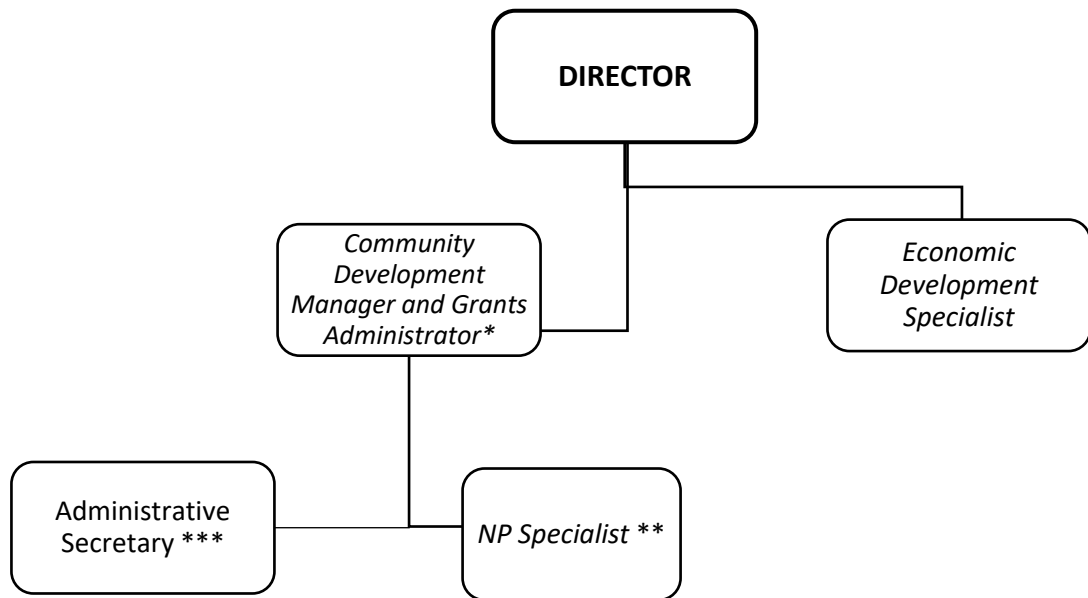 DIRECTOR
Community
Development
Manager and Grants
Administrator*
Economic
Development
Specialist
Administrative
Secretary ***
NP Specialist **